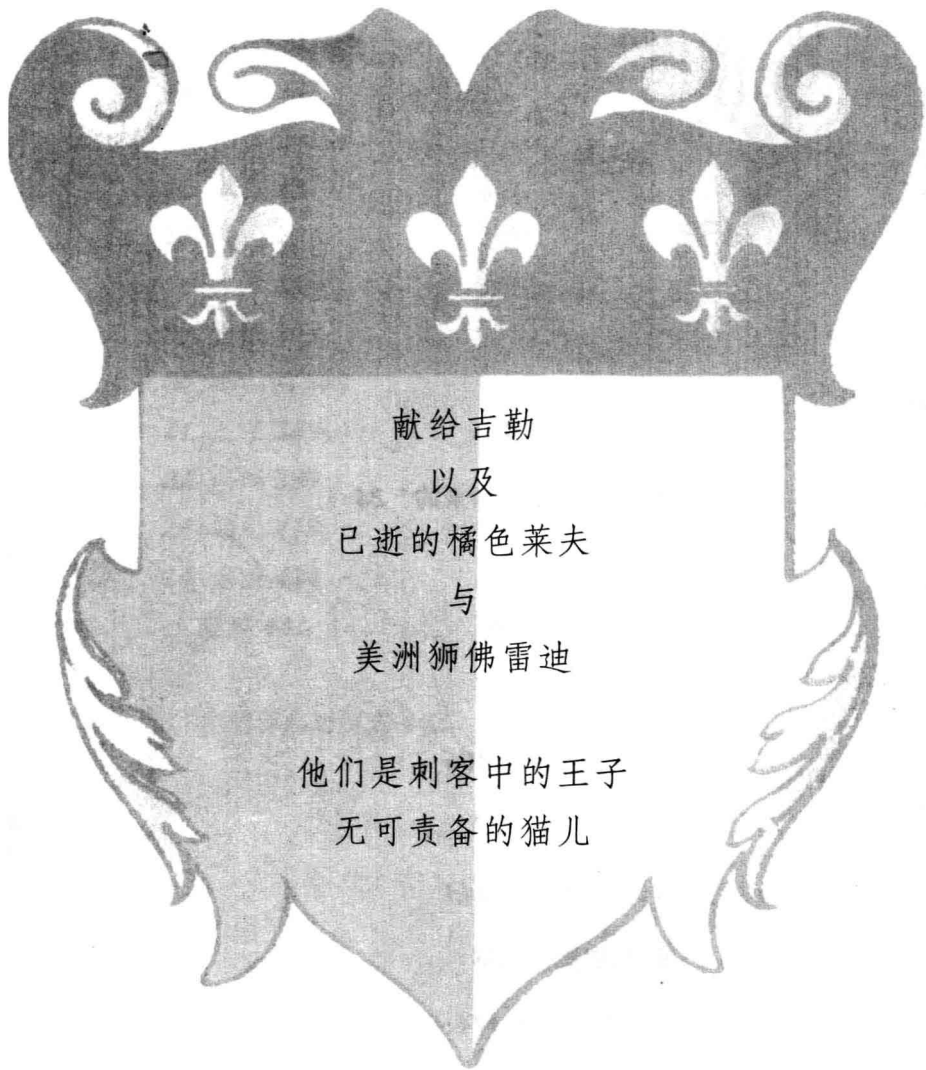 献给吉勒
以及
已逝的橘色莱夫
与
美洲狮佛雷迪
他们是刺客中的王子
无可责备的猫儿